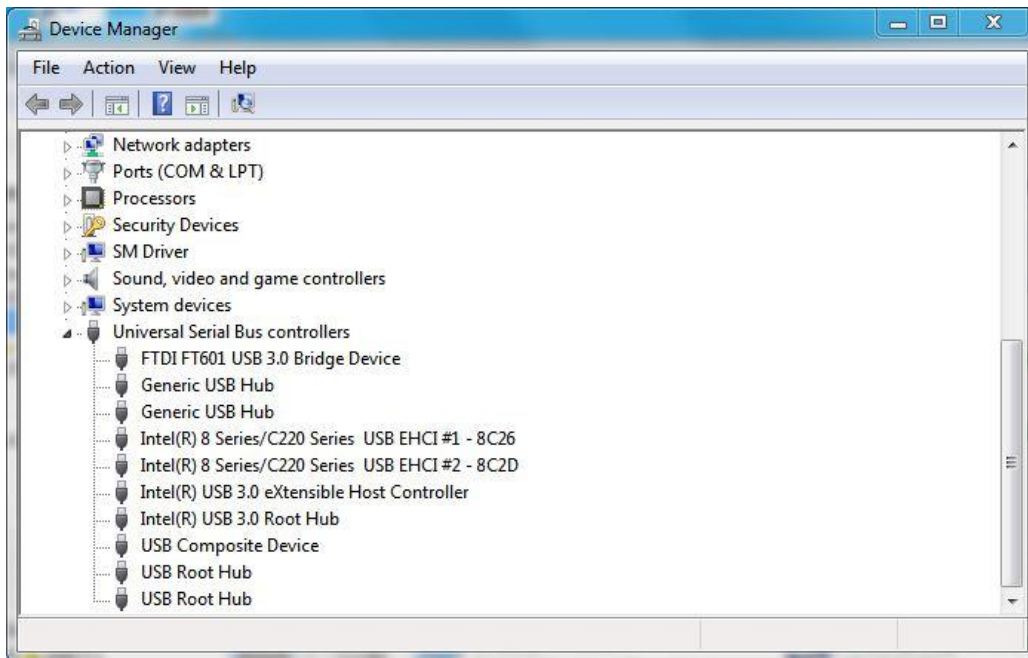 Device Manager
File Action View Help
Network adapters
Ports (COM & LPT)
Processors
Security Devices
SM Driver
Sound, video and game controllers
System devices
Universal Serial Bus controllers
FTDI FT601 USB 3.0 Bridge Device
Generic USB Hub
Generic USB Hub
Intel(R) 8 Series/C220 Series  USB EHCI #1 - 8C26
Intel(R) 8 Series/C220 Series  USB EHCI #2 - 8C2D
Intel(R) USB 3.0 eXtensible Host Controller
Intel(R) USB 3.0 Root Hub
USB Composite Device
USB Root Hub
USB Root Hub